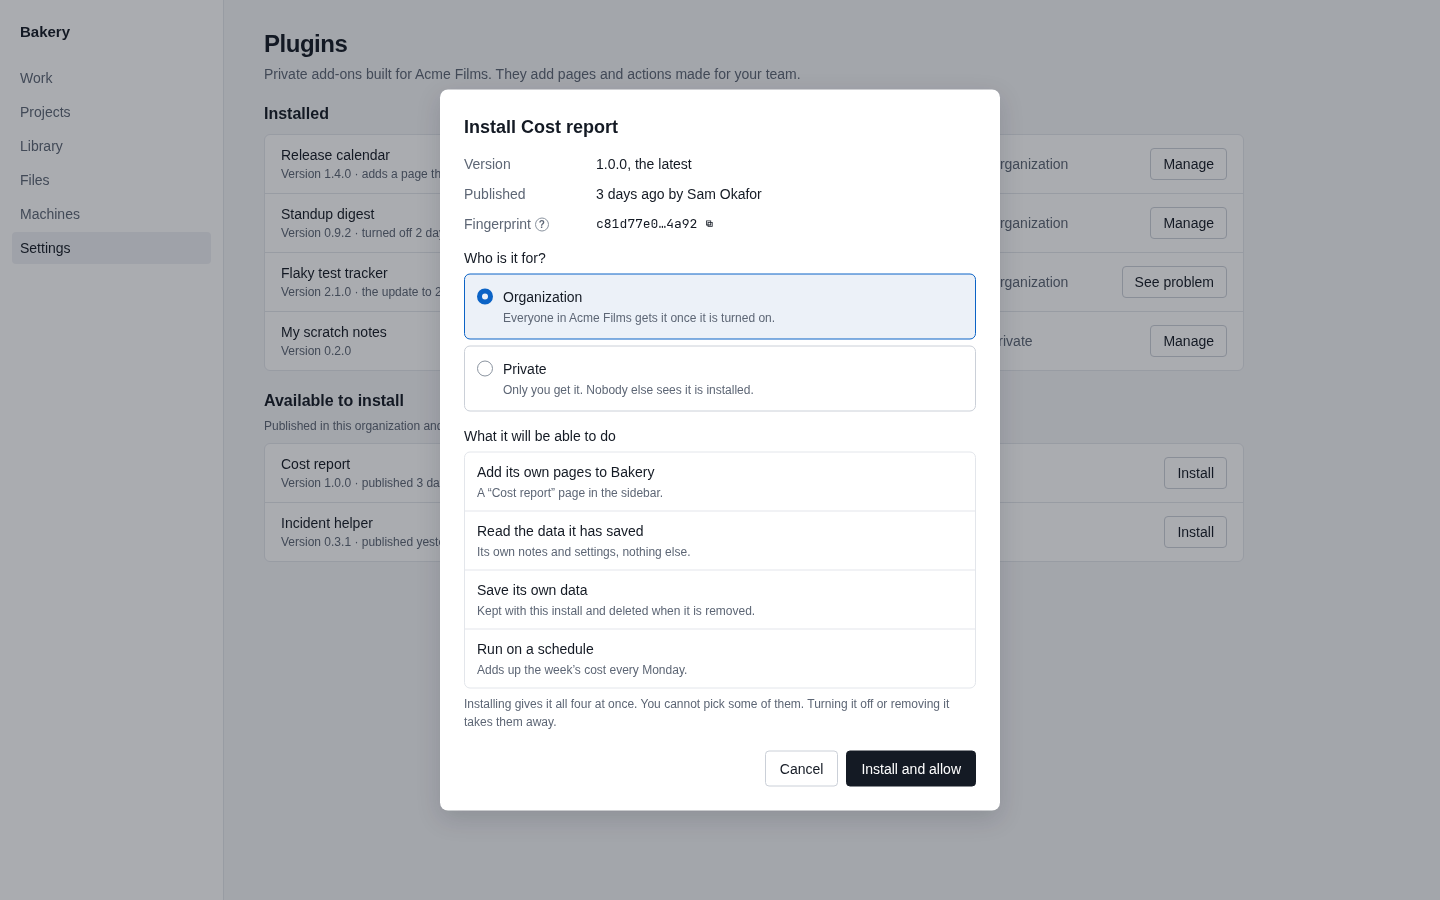 Bakery
Work
Projects
Library
Files
Machines
Settings
Plugins
Private add-ons built for Acme Films. They add pages and actions made for your team.
Installed
Release calendar
Version 1.4.0 · adds a page
Manage
Standup digest
Version 0.9.2 · turned off 2
Manage
Flaky test tracker
Version 2.1.0 · the update to
See problem
My scratch notes
Version 0.2.0
Manage
Available to install
Published in this organization
Cost report
Version 1.0.0 · published 3
Install
Incident helper
Version 0.3.1 · published
Install
Install Cost report
Version 1.0.0, the latest
Published 3 days ago by Sam Okafor
Fingerprint ? c81d77e0…4a92
Who is it for?
Organization
Everyone in Acme Films gets it once it is turned on.
Private
Only you get it. Nobody else sees it is installed.
What it will be able to do
Add its own pages to Bakery
A “Cost report” page in the sidebar.
Read the data it has saved
Its own notes and settings, nothing else.
Save its own data
Kept with this install and deleted when it is removed.
Run on a schedule
Adds up the week’s cost every Monday.
Installing gives it all four at once. You cannot pick some of them. Turning it off or removing it
takes them away.
Cancel
Install and allow